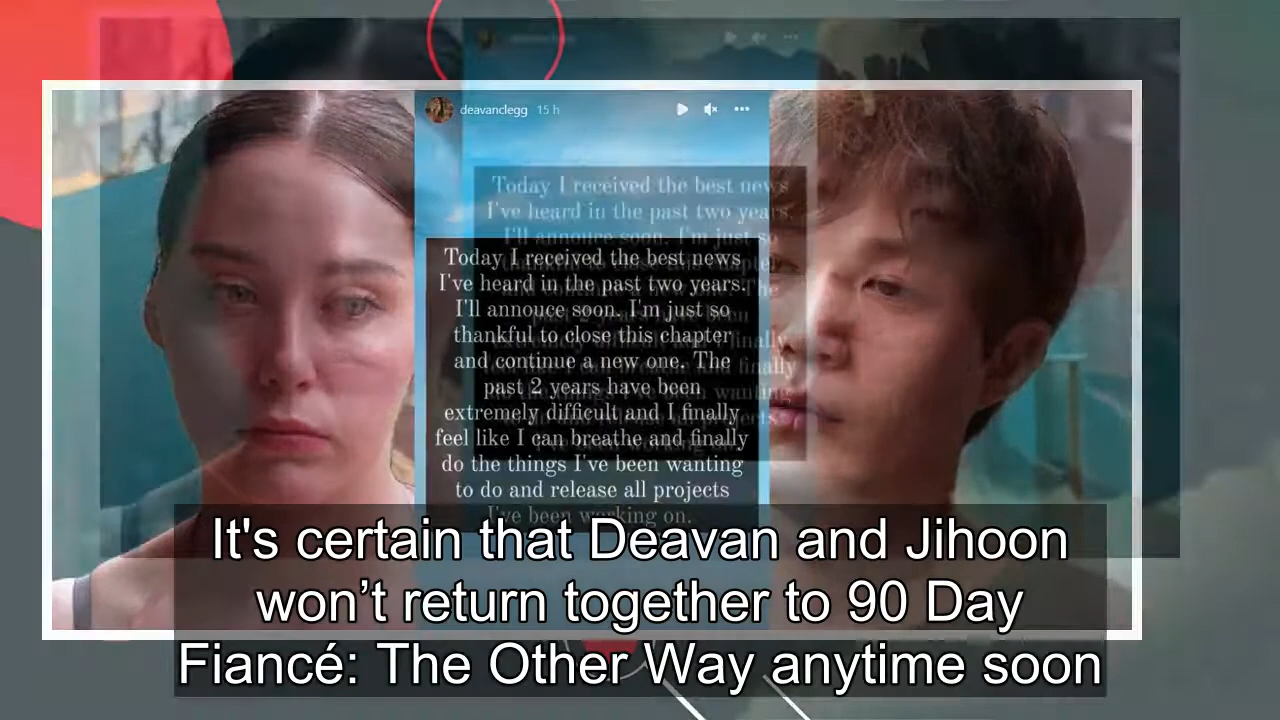 deavanclegg 15 h
Today I received the best news
I've heard in the past two years.
I'll annouce soon. I'm just so
thankful to close this chapter
and continue a new one. The
past 2 years have been
extremely difficult and I finally
feel like I can breathe and finally
do the things I've been wanting
to do and release all projects
I've been working on.
It's certain that Deavan and Jihoon
won’t return together to 90 Day
Fiancé: The Other Way anytime soon